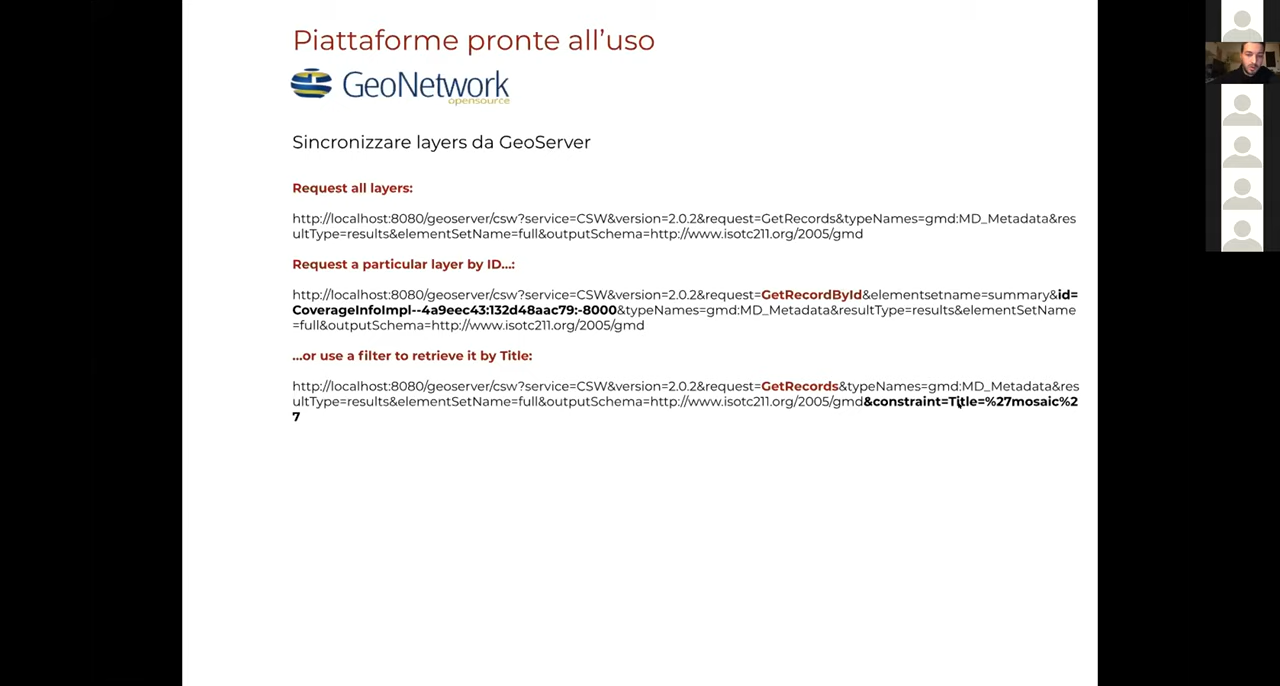 Piattaforme pronte all’uso
GeoNetwork
opensource
Sincronizzare layers da GeoServer
Request all layers:
http://localhost:8080/geoserver/csw?service=CSW&version=2.0.2&request=GetRecords&typeNames=gmd:MD_Metadata&res
ultType=results&elementSetName=full&outputSchema=http://www.isotc211.org/2005/gmd
Request a particular layer by ID...:
http://localhost:8080/geoserver/csw?service=CSW&version=2.0.2&request=GetRecordById&elementsetname=summary&id=
CoverageInfoImpl--4a9eec43:132d48aac79:-8000&typeNames=gmd:MD_Metadata&resultType=results&elementSetName
=full&outputSchema=http://www.isotc211.org/2005/gmd
...or use a filter to retrieve it by Title:
http://localhost:8080/geoserver/csw?service=CSW&version=2.0.2&request=GetRecords&typeNames=gmd:MD_Metadata&res
ultType=results&elementSetName=full&outputSchema=http://www.isotc211.org/2005/gmd&constraint=Title=%27mosaic%2
7